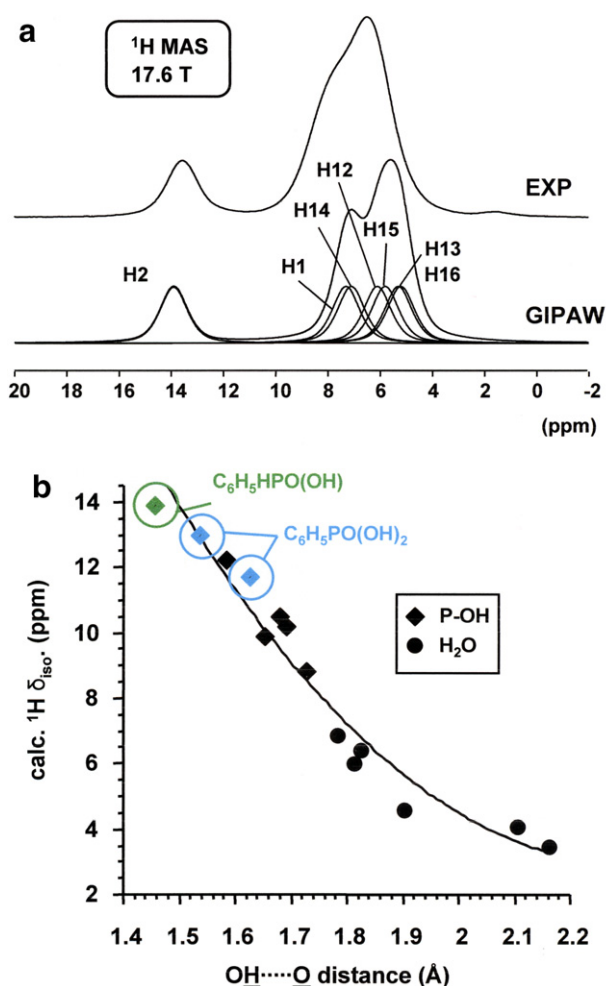 a
¹H MAS
17.6 T
EXP
H12
H14
H15
H13
H1
H16
H2
GIPAW
20 18 16 14 12 10 8 6 4 2 0 -2
(ppm)
b
C₆H₅HPO(OH)
C₆H₅PO(OH)₂
P-OH
H₂O
calc. ¹H δiso. (ppm)
14
12
10
8
6
4
2
1.4 1.5 1.6 1.7 1.8 1.9 2 2.1 2.2
OH·····O distance (Å)